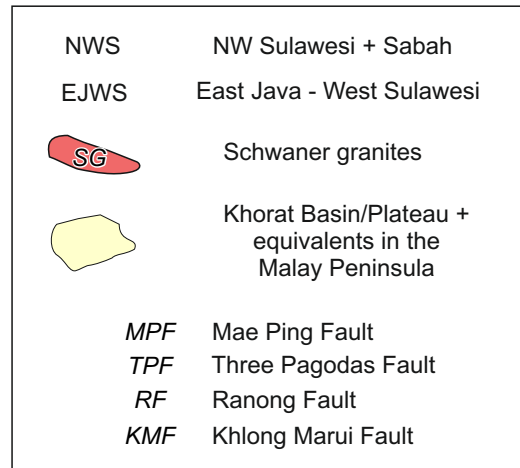 NWS NW Sulawesi + Sabah
EJWS East Java - West Sulawesi
SG Schwaner granites
Khorat Basin/Plateau +
equivalents in the
Malay Peninsula
MPF Mae Ping Fault
TPF Three Pagodas Fault
RF Ranong Fault
KMF Khlong Marui Fault